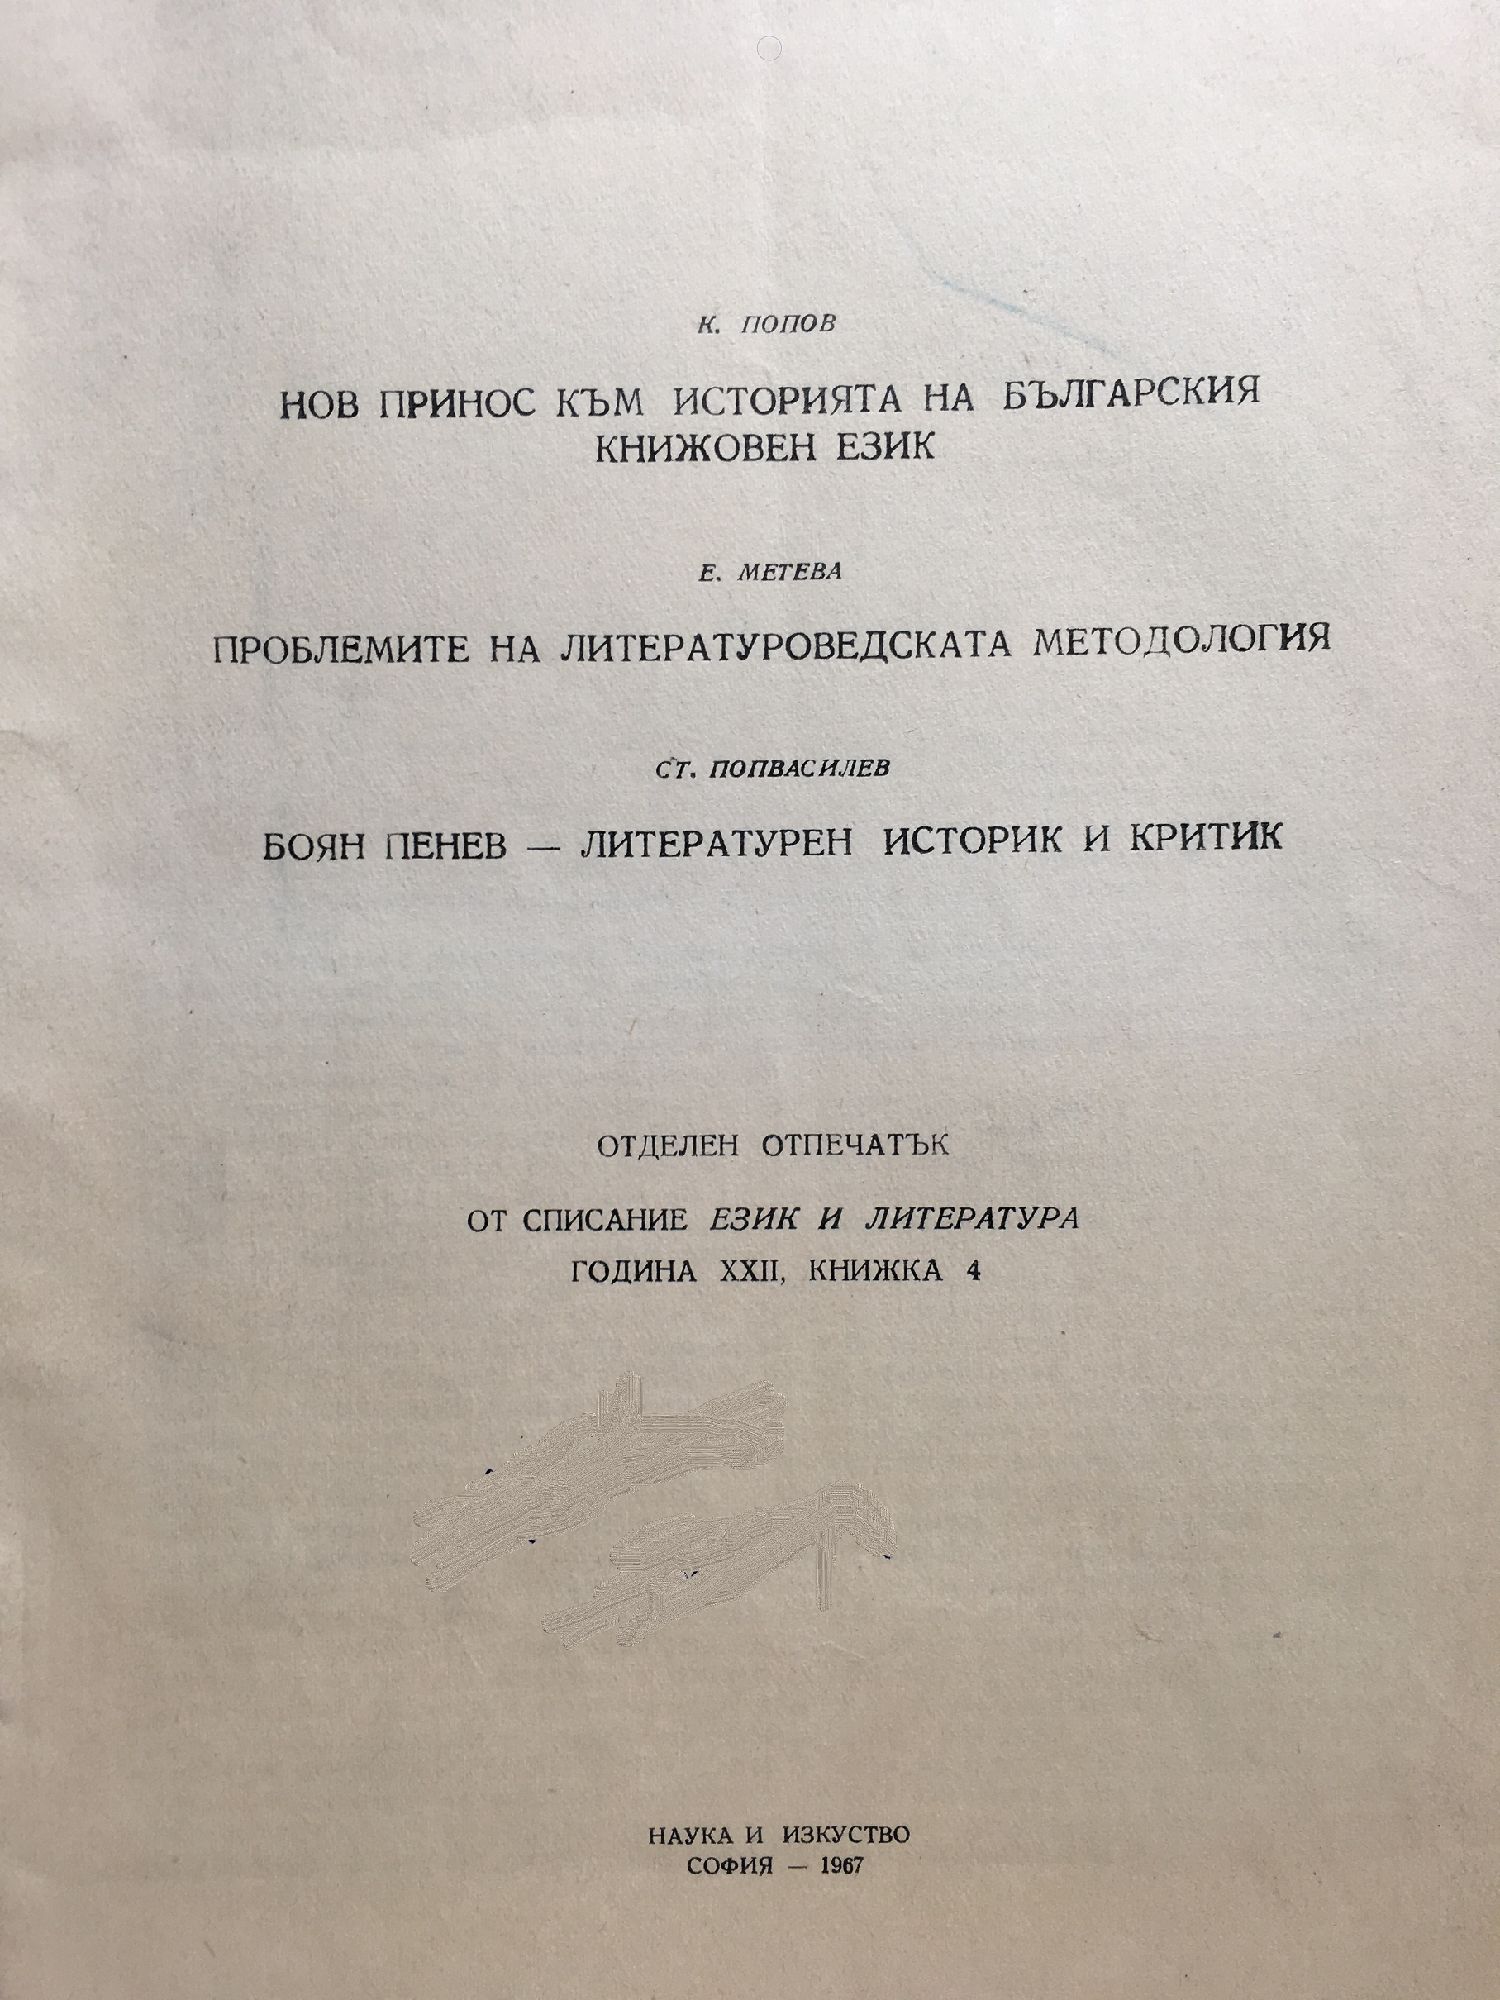 К. ПОПОВ
НОВ ПРИНОС КЪМ ИСТОРИЯТА НА БЪЛГАРСКИЯ
КНИЖОВЕН ЕЗИК
Е. МЕТЕВА
ПРОБЛЕМИТЕ НА ЛИТЕРАТУРОВЕДСКАТА МЕТОДОЛОГИЯ
СТ. ПОПВАСИЛЕВ
БОЯН ПЕНЕВ — ЛИТЕРАТУРЕН ИСТОРИК И КРИТИК
ОТДЕЛЕН ОТПЕЧАТЪК
ОТ СПИСАНИЕ ЕЗИК И ЛИТЕРАТУРА
ГОДИНА XXII, КНИЖКА 4
НАУКА И ИЗКУСТВО
СОФИЯ — 1967